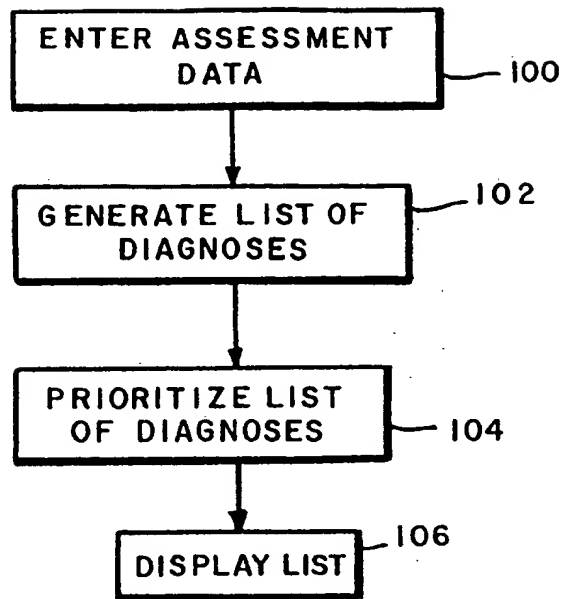 ENTER ASSESSMENT
DATA
100
GENERATE LIST OF
DIAGNOSES
102
PRIORITIZE LIST
OF DIAGNOSES
104
DISPLAY LIST
106